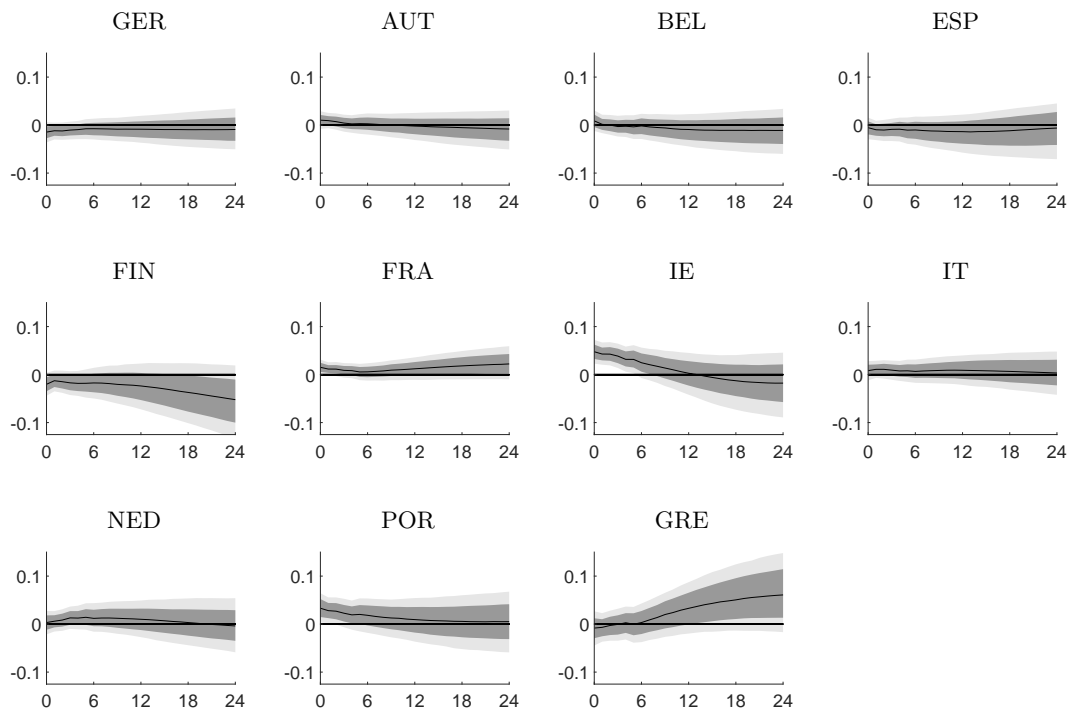 GER AUT BEL ESP
0.1 0.1 0.1 0.1
0 0 0 0
-0.1 -0.1 -0.1 -0.1
0 6 12 18 24 0 6 12 18 24 0 6 12 18 24 0 6 12 18 24
FIN FRA IE IT
0.1 0.1 0.1 0.1
0 0 0 0
-0.1 -0.1 -0.1 -0.1
0 6 12 18 24 0 6 12 18 24 0 6 12 18 24 0 6 12 18 24
NED POR GRE
0.1 0.1 0.1
0 0 0
-0.1 -0.1 -0.1
0 6 12 18 24 0 6 12 18 24 0 6 12 18 24